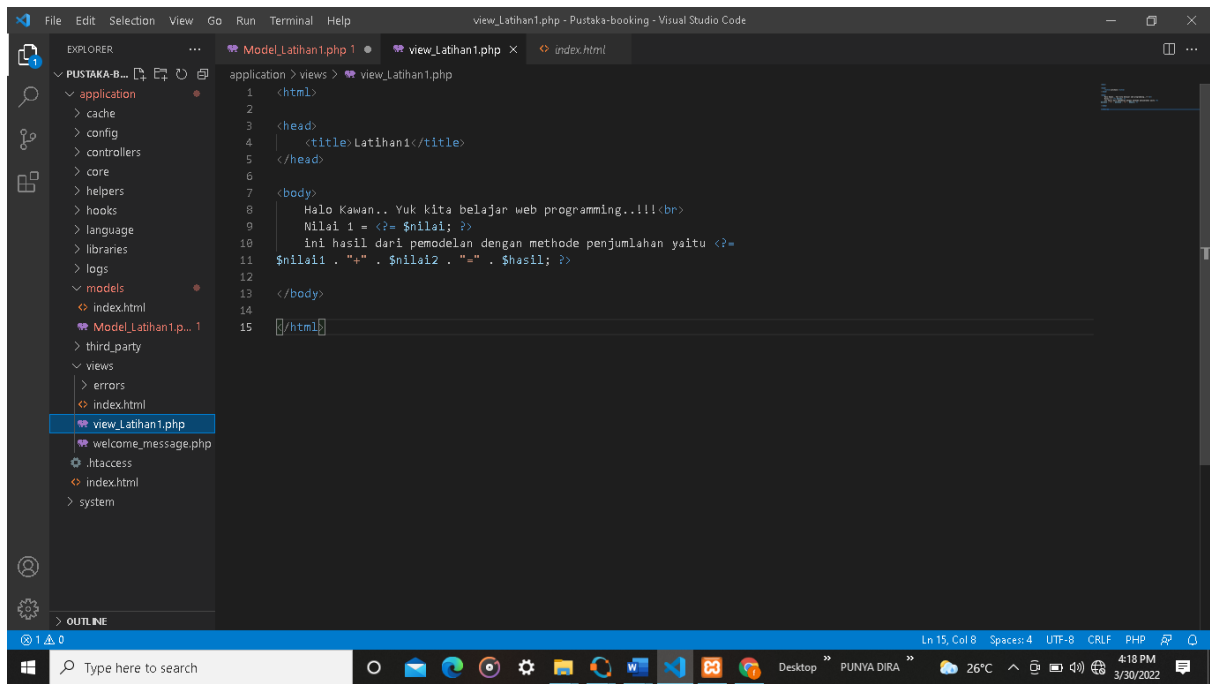 File Edit Selection View Go Run Terminal Help view_Latihan1.php - Pustaka-booking - Visual Studio Code
EXPLORER ...
Model_Latihan1.php 1 ● view_Latihan1.php × index.html
PUSTAKA-B...
application > views > view_Latihan1.php
application
cache
config
controllers
core
helpers
hooks
language
libraries
logs
models
index.html
Model_Latihan1.p... 1
third_party
views
errors
index.html
view_Latihan1.php
welcome_message.php
.htaccess
index.html
system
OUTLINE
1 <html>
2
3 <head>
4 <title>Latihan1</title>
5 </head>
6
7 <body>
8 Halo Kawan.. Yuk kita belajar web programming..!!!<br>
9 Nilai 1 = <?= $nilai; ?>
10 ini hasil dari pemodelan dengan methode penjumlahan yaitu <?=
11 $nilai1 . "+" . $nilai2 . "=" . $hasil; ?>
12
13 </body>
14
15 </html>
1
1 0 Ln 15, Col 8 Spaces: 4 UTF-8 CRLF PHP
Type here to search Desktop » PUNYA DIRA » 26°C 4:18 PM
3/30/2022